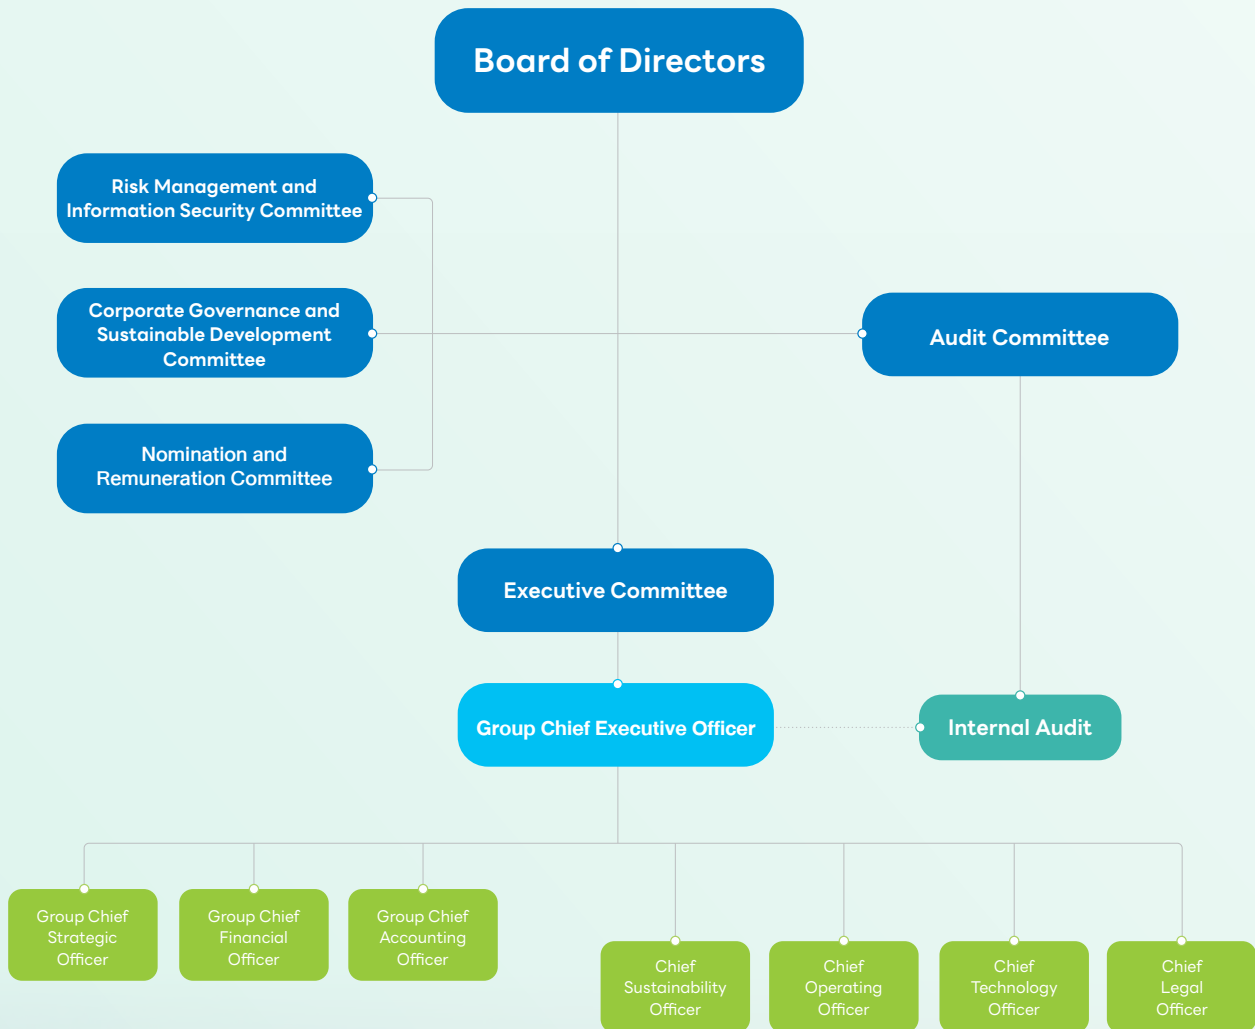 Board of Directors
Risk Management and
Information Security Committee
Corporate Governance and
Sustainable Development
Committee
Audit Committee
Nomination and
Remuneration Committee
Executive Committee
Group Chief Executive Officer
Internal Audit
Group Chief
Strategic
Officer
Group Chief
Financial
Officer
Group Chief
Accounting
Officer
Chief
Sustainability
Officer
Chief
Operating
Officer
Chief
Technology
Officer
Chief
Legal
Officer